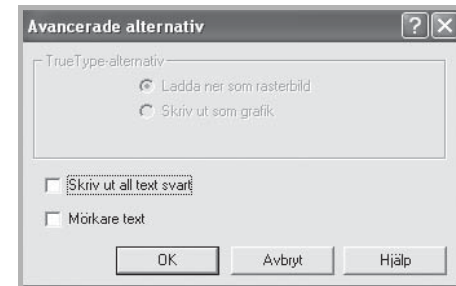 Avancerade alternativ
TrueType-alternativ
Ladda ner som rasterbild
Skriv ut som grafik
Skriv ut all text svart
Mörkare text
OK Avbryt Hjälp